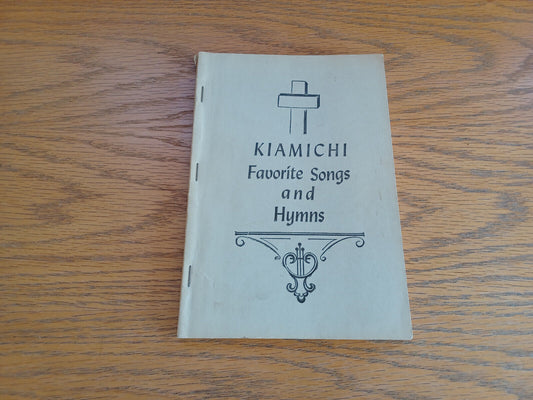 KIAMICHI
Favorite Songs
and
Hymns